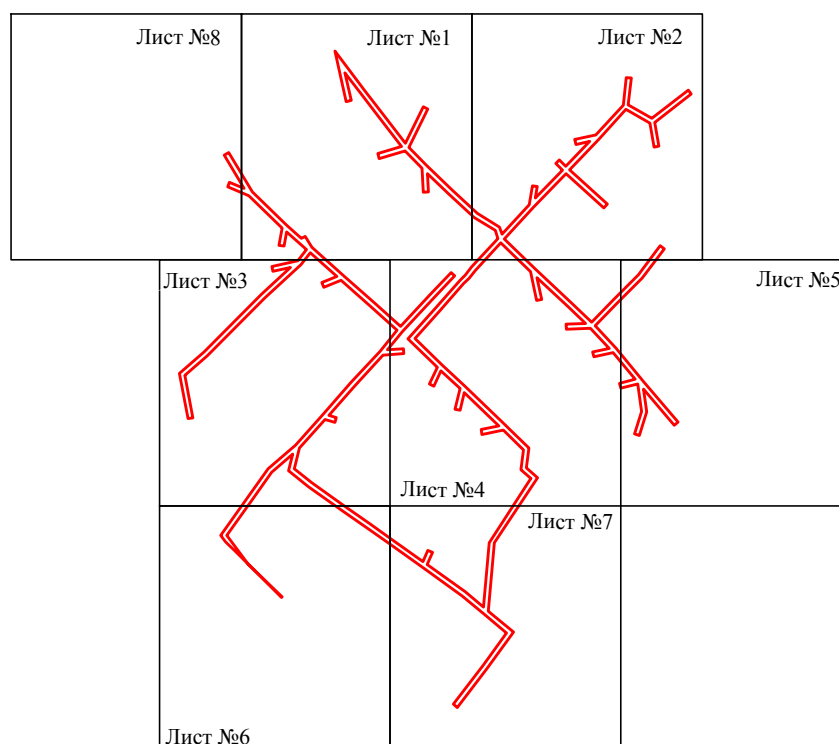 Лист №8
Лист №1
Лист №2
Лист №3
Лист №5
Лист №4
Лист №7
Лист №6